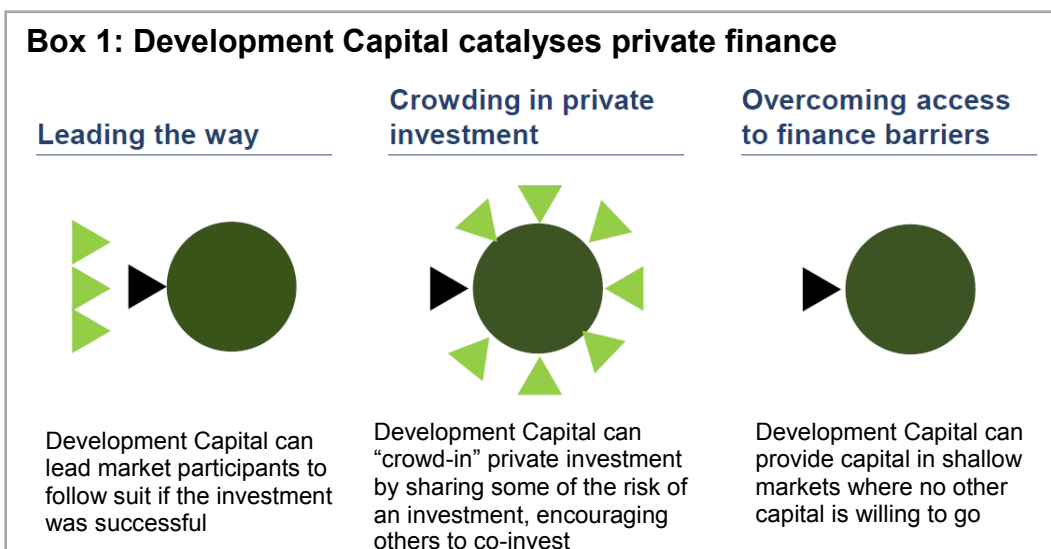 Box 1: Development Capital catalyses private finance
Leading the way
Crowding in private
investment
Overcoming access
to finance barriers
Development Capital can
lead market participants to
follow suit if the investment
was successful
Development Capital can
“crowd-in” private investment
by sharing some of the risk of
an investment, encouraging
others to co-invest
Development Capital can
provide capital in shallow
markets where no other
capital is willing to go